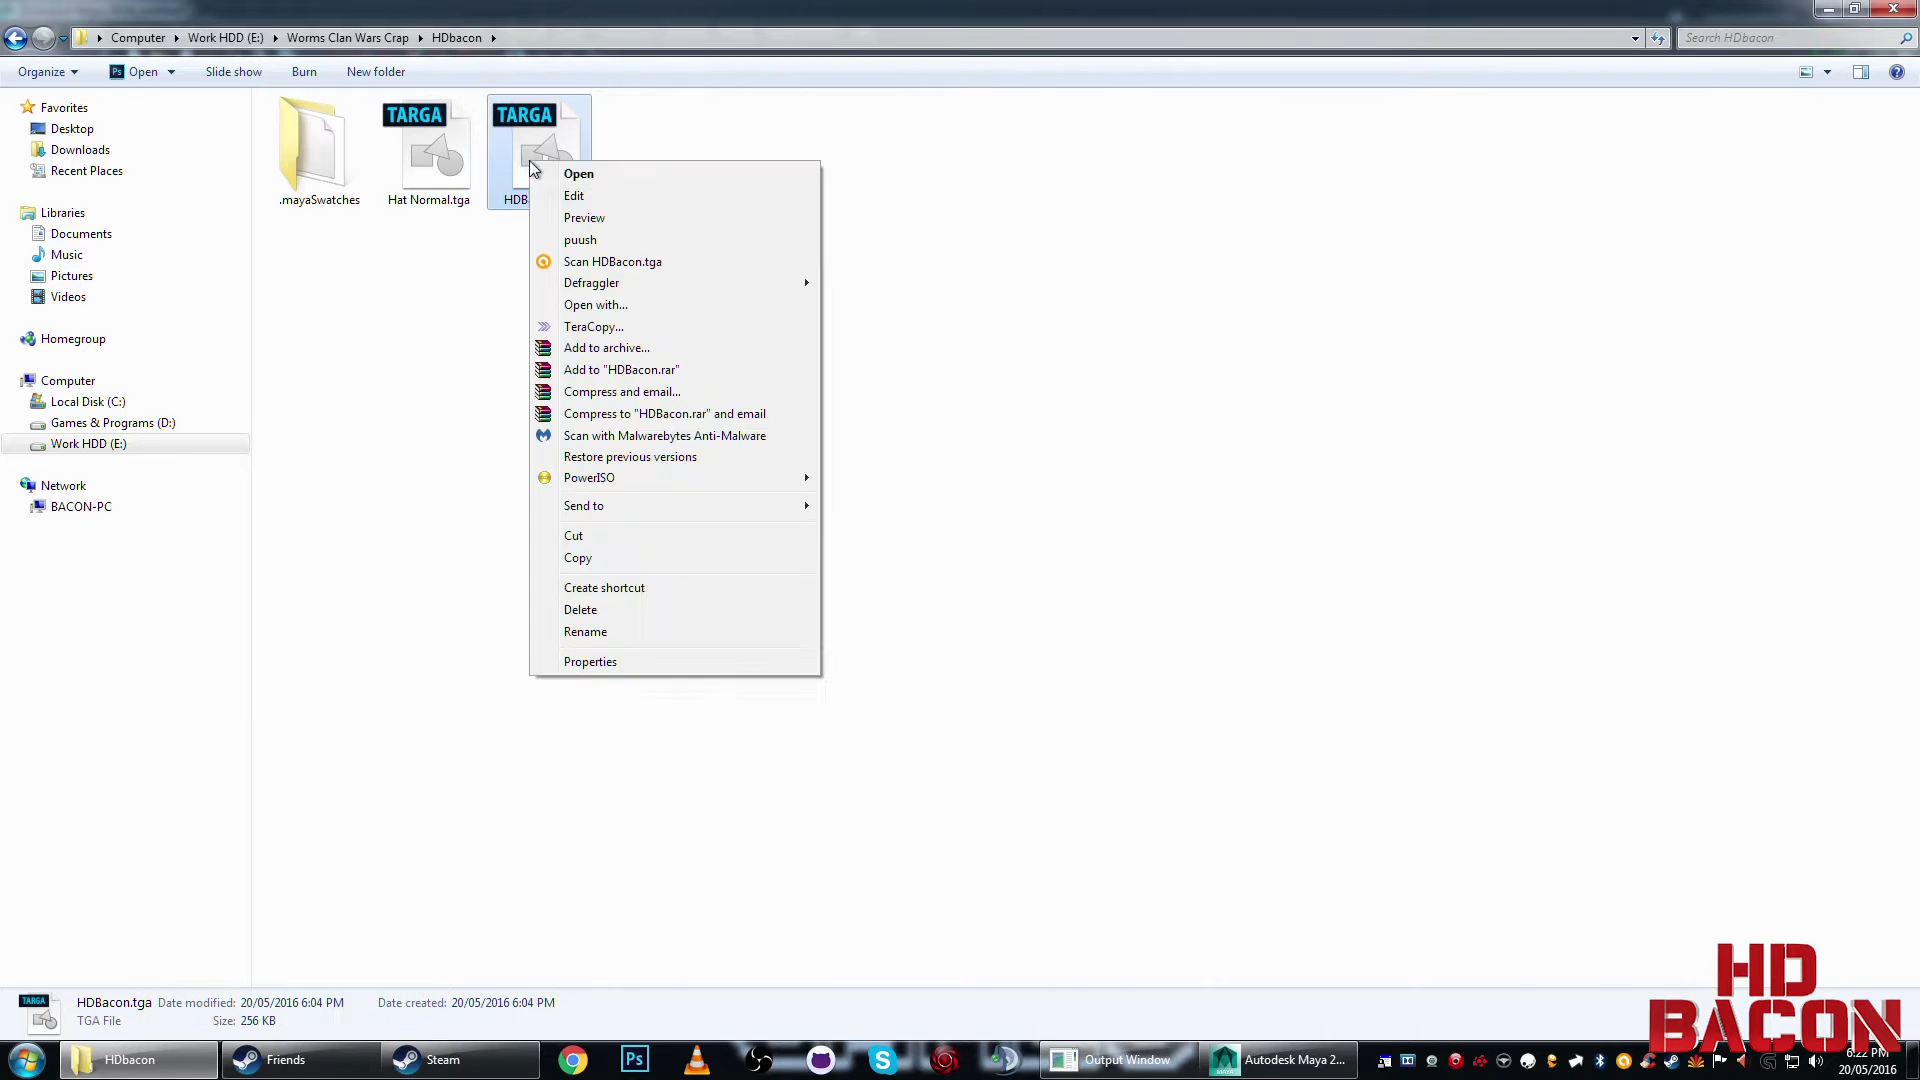 Computer Work HDD (E:) Worms Clan Wars Crap HDbacon
Search HDbacon
Organize Open Slide show Burn New folder
Favorites
Desktop
Downloads
Recent Places
Libraries
Documents
Music
Pictures
Videos
Homegroup
Computer
Local Disk (C:)
Games & Programs (D:)
Work HDD (E:)
Network
BACON-PC
TARGA
TARGA
.mayaSwatches
Hat Normal.tga
HDB
Open
Edit
Preview
puush
Scan HDBacon.tga
Defraggler
Open with...
TeraCopy...
Add to archive...
Add to "HDBacon.rar"
Compress and email...
Compress to "HDBacon.rar" and email
Scan with Malwarebytes Anti-Malware
Restore previous versions
PowerISO
Send to
Cut
Copy
Create shortcut
Delete
Rename
Properties
TARGA
HDBacon.tga Date modified: 20/05/2016 6:04 PM Date created: 20/05/2016 6:04 PM
TGA File Size: 256 KB
HD
BACON
HDbacon
Friends
Steam
Ps
Output Window
Autodesk Maya 2...
6:22 PM
20/05/2016